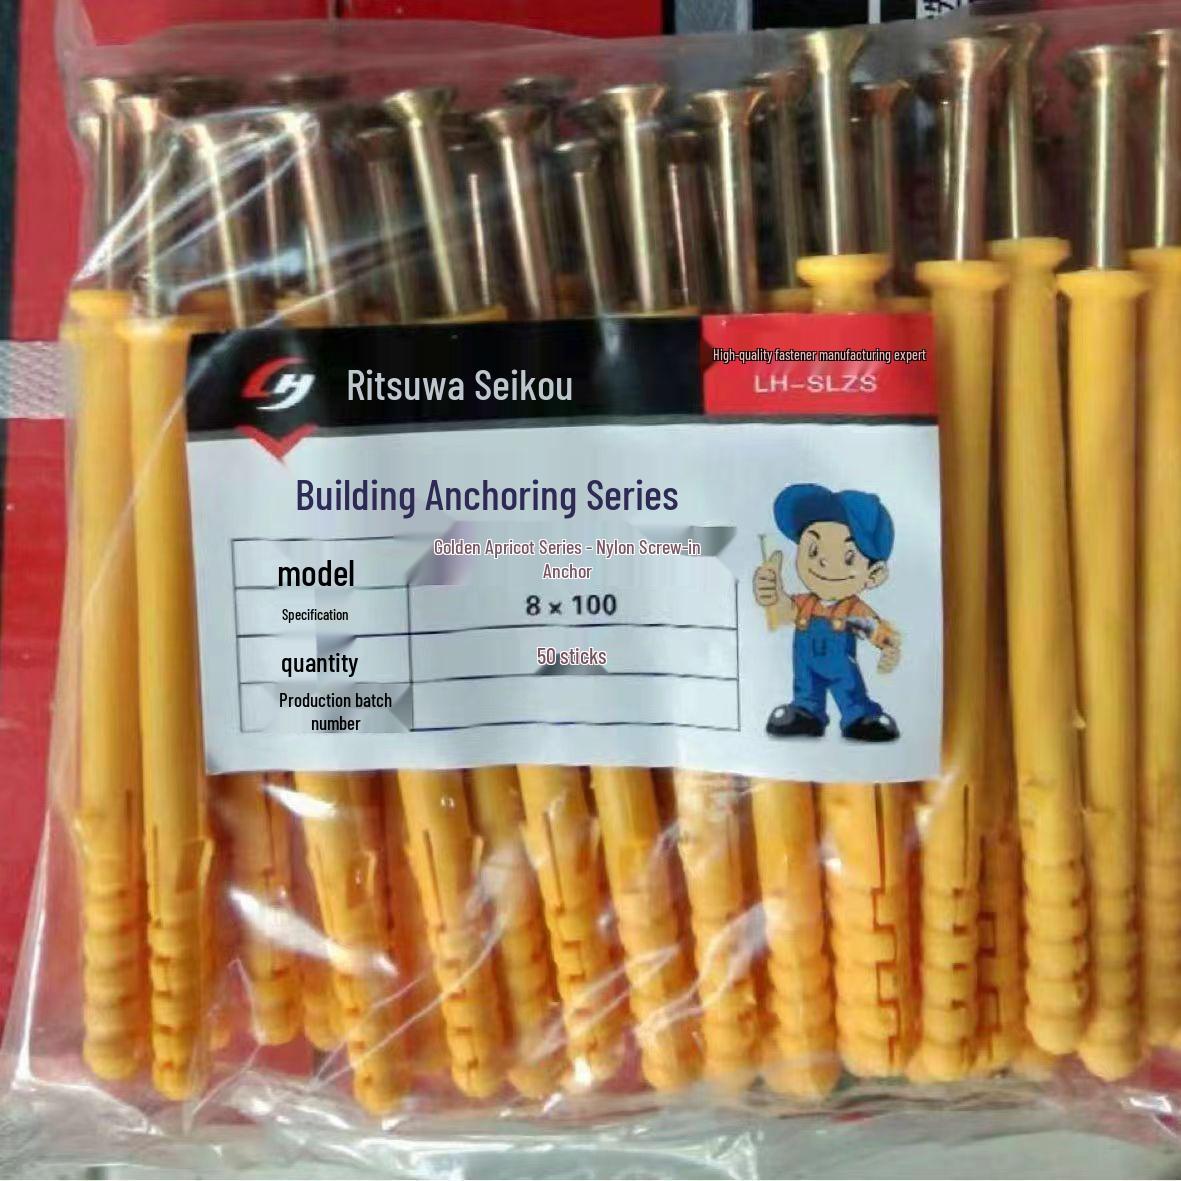 LH
Ritsuwa Seikou
High-quality fastener manufacturing expert
LH-SLZS
Building Anchoring Series
model
Golden Apricot Series - Nylon Screw-in
Anchor
Specification
8 × 100
quantity
50 sticks
Production batch
number